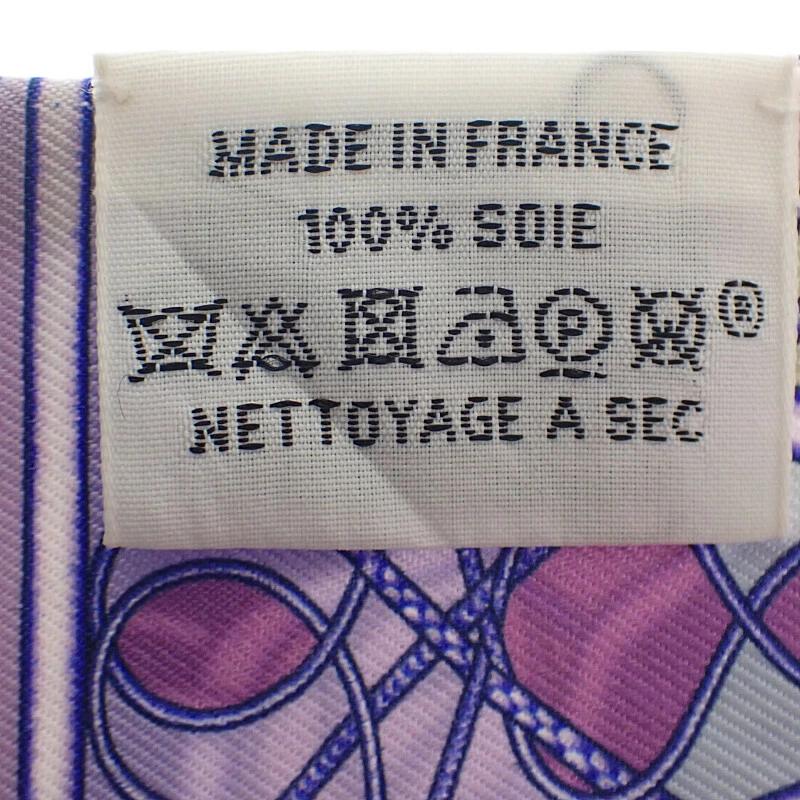 MADE IN FRANCE
100% SOIE
P ®
NETTOYAGE A SEC